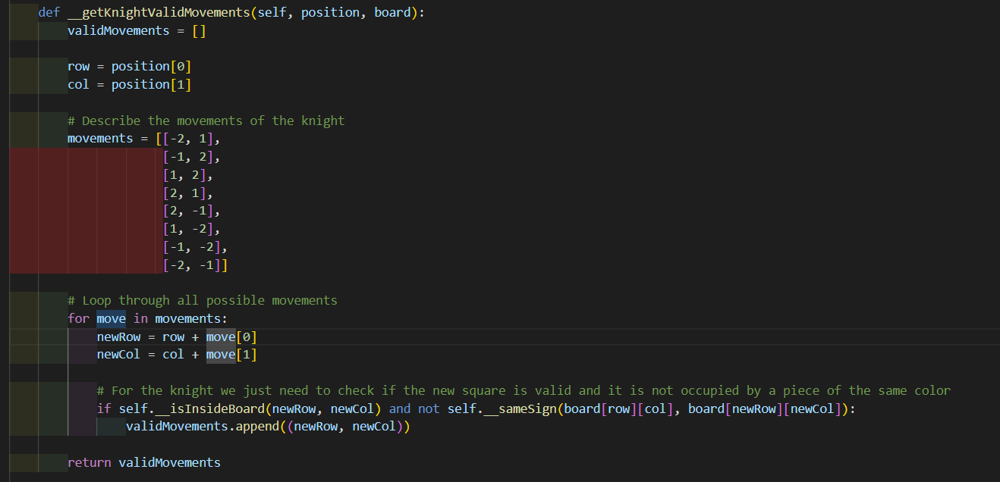 def __getKnightValidMovements(self, position, board):
validMovements = []
row = position[0]
col = position[1]
# Describe the movements of the knight
movements = [[-2, 1],
[-1, 2],
[1, 2],
[2, 1],
[2, -1],
[1, -2],
[-1, -2],
[-2, -1]]
# Loop through all possible movements
for move in movements:
newRow = row + move[0]
newCol = col + move[1]
# For the knight we just need to check if the new square is valid and it is not occupied by a piece of the same color
if self.__isInsideBoard(newRow, newCol) and not self.__sameSign(board[row][col], board[newRow][newCol]):
validMovements.append((newRow, newCol))
return validMovements